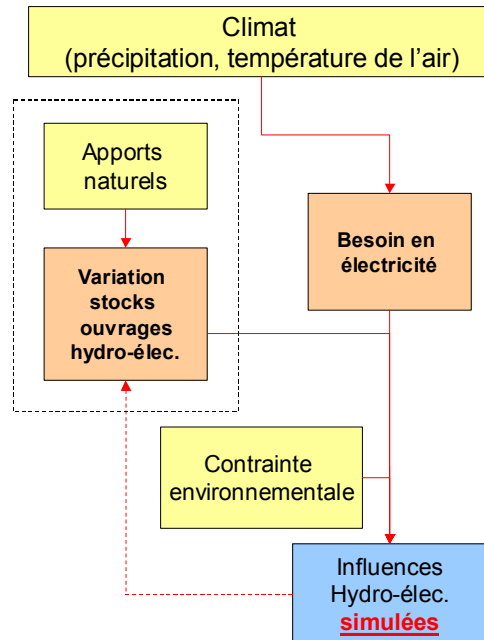 Climat
(précipitation, température de l’air)
Apports
naturels
Besoin en
électricité
Variation
stocks
ouvrages
hydro-élec.
Contrainte
environnementale
Influences
Hydro-élec.
simulées